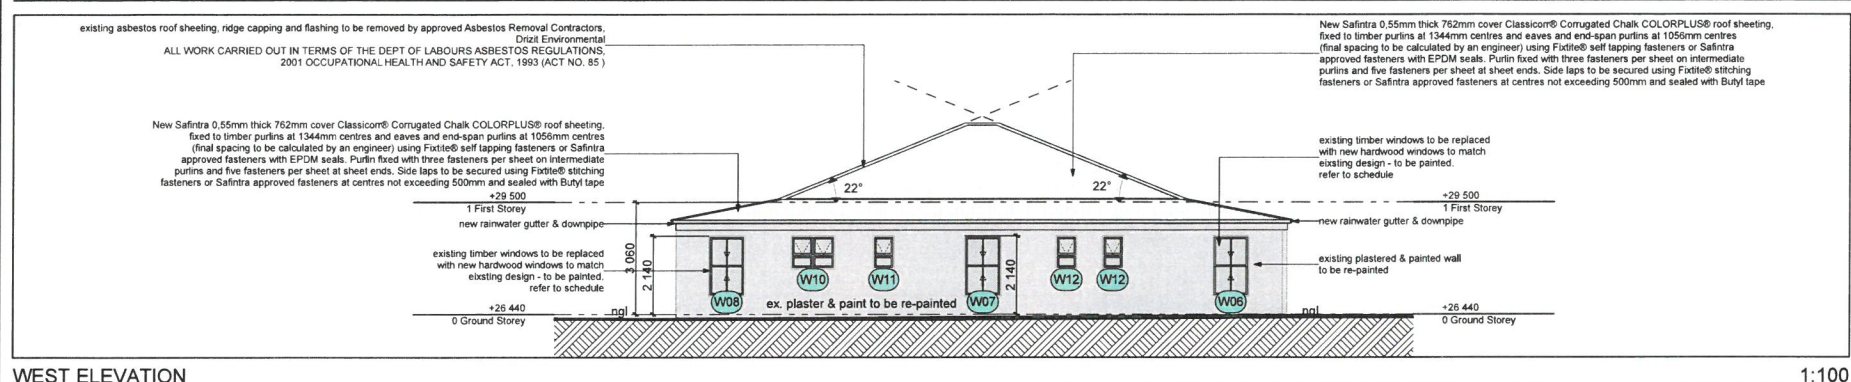 existing asbestos roof sheeting, ridge capping and flashing to be removed by approved Asbestos Removal Contractors,
Drizit Environmental
ALL WORK CARRIED OUT IN TERMS OF THE DEPT OF LABOURS ASBESTOS REGULATIONS,
2001 OCCUPATIONAL HEALTH AND SAFETY ACT, 1993 (ACT NO. 85 )
New Safintra 0,55mm thick 762mm cover Classicorr® Corrugated Chalk COLORPLUS® roof sheeting,
fixed to timber purlins at 1344mm centres and eaves and end-span purlins at 1056mm centres
(final spacing to be calculated by an engineer) using Fixtite® self tapping fasteners or Safintra
approved fasteners with EPDM seals. Purlin fixed with three fasteners per sheet on intermediate
purlins and five fasteners per sheet at sheet ends. Side laps to be secured using Fixtite® stitching
fasteners or Safintra approved fasteners at centres not exceeding 500mm and sealed with Butyl tape
New Safintra 0,55mm thick 762mm cover Classicorr® Corrugated Chalk COLORPLUS® roof sheeting,
fixed to timber purlins at 1344mm centres and eaves and end-span purlins at 1056mm centres
(final spacing to be calculated by an engineer) using Fixtite® self tapping fasteners or Safintra
approved fasteners with EPDM seals. Purlin fixed with three fasteners per sheet on intermediate
purlins and five fasteners per sheet at sheet ends. Side laps to be secured using Fixtite® stitching
fasteners or Safintra approved fasteners at centres not exceeding 500mm and sealed with Butyl tape
existing timber windows to be replaced
with new hardwood windows to match
eixsting design - to be painted.
refer to schedule
22°
22°
+29 500
1 First Storey
+29 500
1 First Storey
new rainwater gutter & downpipe
new rainwater gutter & downpipe
existing timber windows to be replaced
with new hardwood windows to match
eixsting design - to be painted.
refer to schedule
3 060
2 140
2 140
W10
W11
W12
W12
existing plastered & painted wall
to be re-painted
W08
ex. plaster & paint to be re-painted
W07
W06
+26 440
0 Ground Storey
ngl
ngl
+26 440
0 Ground Storey
WEST ELEVATION
1:100